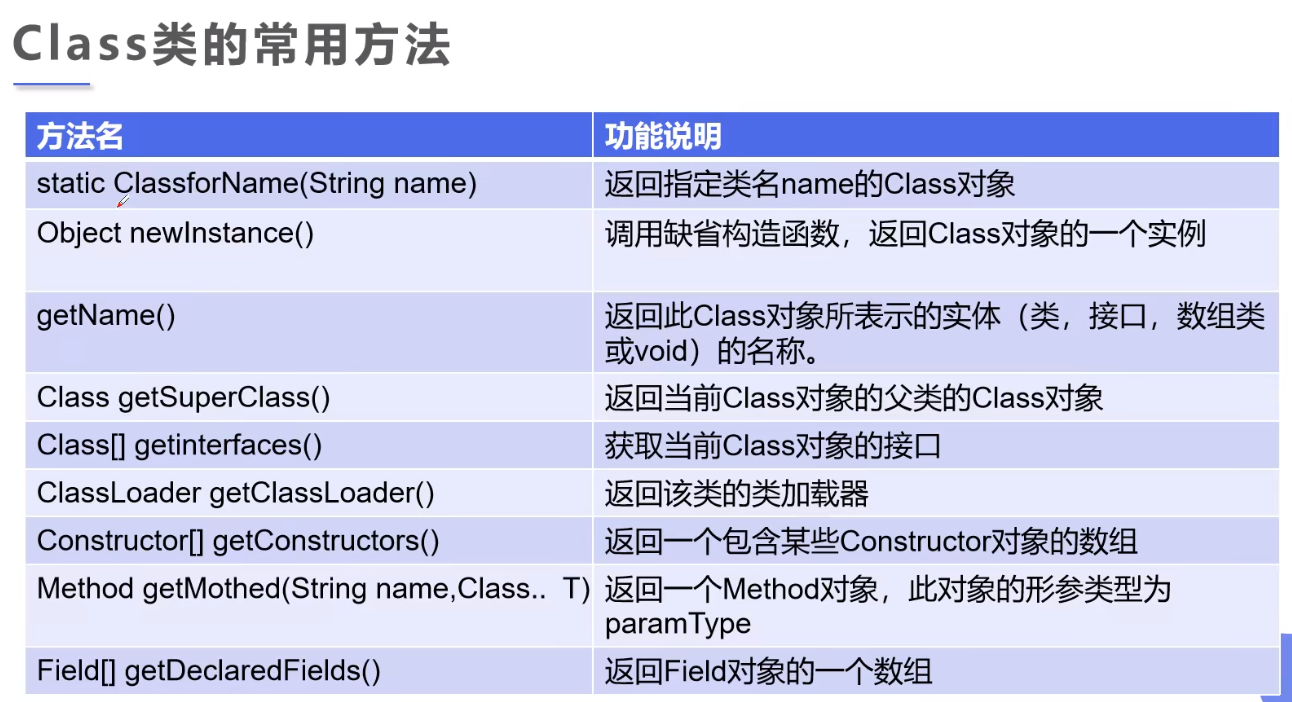 Class类的常用方法
方法名 功能说明
static ClassforName(String name) 返回指定类名name的Class对象
Object newInstance() 调用缺省构造函数，返回Class对象的一个实例
getName() 返回此Class对象所表示的实体（类，接口，数组类
或void）的名称。
Class getSuperClass() 返回当前Class对象的父类的Class对象
Class[] getinterfaces() 获取当前Class对象的接口
ClassLoader getClassLoader() 返回该类的类加载器
Constructor[] getConstructors() 返回一个包含某些Constructor对象的数组
Method getMothed(String name,Class.. T) 返回一个Method对象，此对象的形参类型为
paramType
Field[] getDeclaredFields() 返回Field对象的一个数组